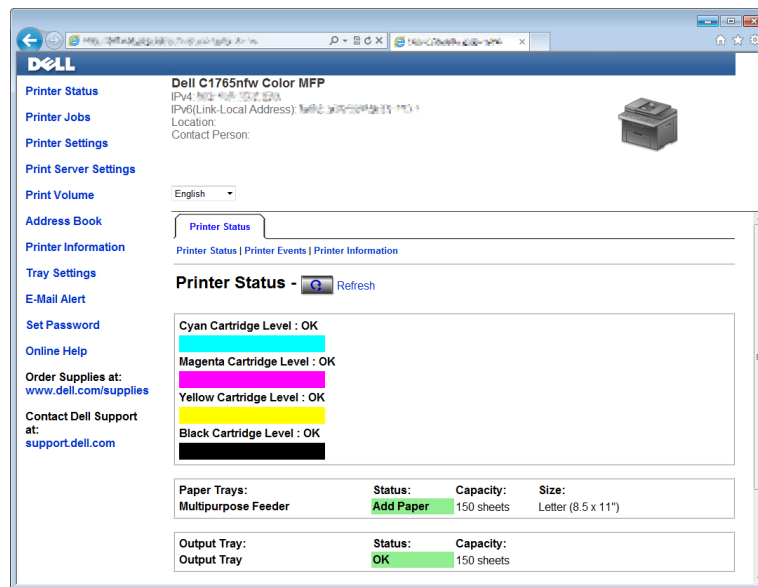 DELL
Printer Status
Printer Jobs
Printer Settings
Print Server Settings
Print Volume
Address Book
Printer Information
Tray Settings
E-Mail Alert
Set Password
Online Help
Order Supplies at:
www.dell.com/supplies
Contact Dell Support
at:
support.dell.com
Dell C1765nfw Color MFP
IPv4:
IPv6(Link-Local Address):
Location:
Contact Person:
English
Printer Status
Printer Status | Printer Events | Printer Information
Printer Status - Refresh
Cyan Cartridge Level : OK
Magenta Cartridge Level : OK
Yellow Cartridge Level : OK
Black Cartridge Level : OK
Paper Trays: Status: Capacity: Size:
Multipurpose Feeder Add Paper 150 sheets Letter (8.5 x 11")
Output Tray: Status: Capacity:
Output Tray OK 150 sheets